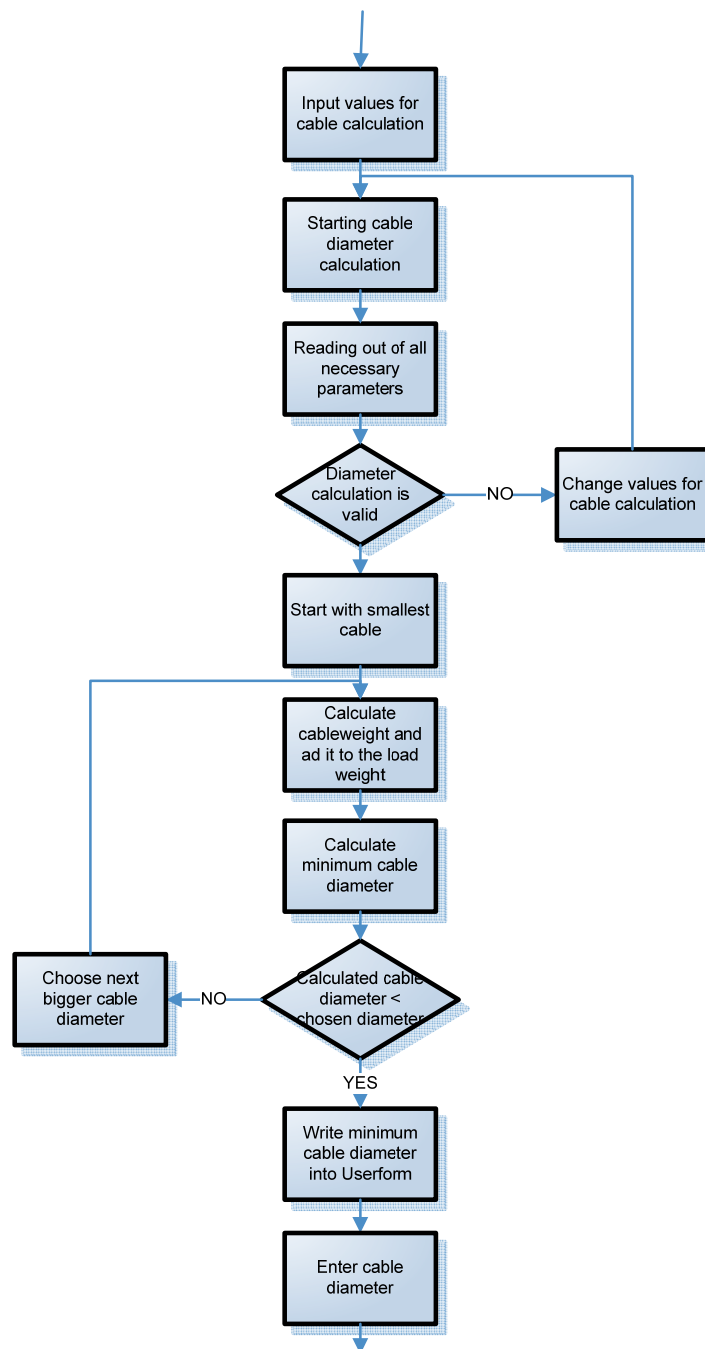 Input values for
cable calculation
Starting cable
diameter
calculation
Reading out of all
necessary
parameters
Diameter
calculation is
valid
NO
Change values for
cable calculation
Start with smallest
cable
Calculate
cableweight and
ad it to the load
weight
Calculate
minimum cable
diameter
Calculated cable
diameter <
chosen diameter
NO
Choose next
bigger cable
diameter
YES
Write minimum
cable diameter
into Userform
Enter cable
diameter